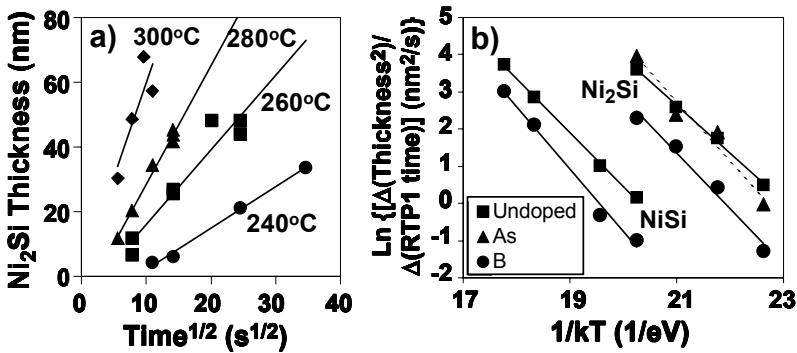 a)
Ni₂Si Thickness (nm)
80
60
40
20
0
300°C
280°C
260°C
240°C
0 10 20 30 40
Time¹/² (s¹/²)
b)
Ln {[Δ(Thickness²)/
Δ(RTP1 time)] (nm²/s)}
5
4
3
2
1
0
-1
-2
Ni₂Si
NiSi
Undoped
As
B
17 19 21 23
1/kT (1/eV)